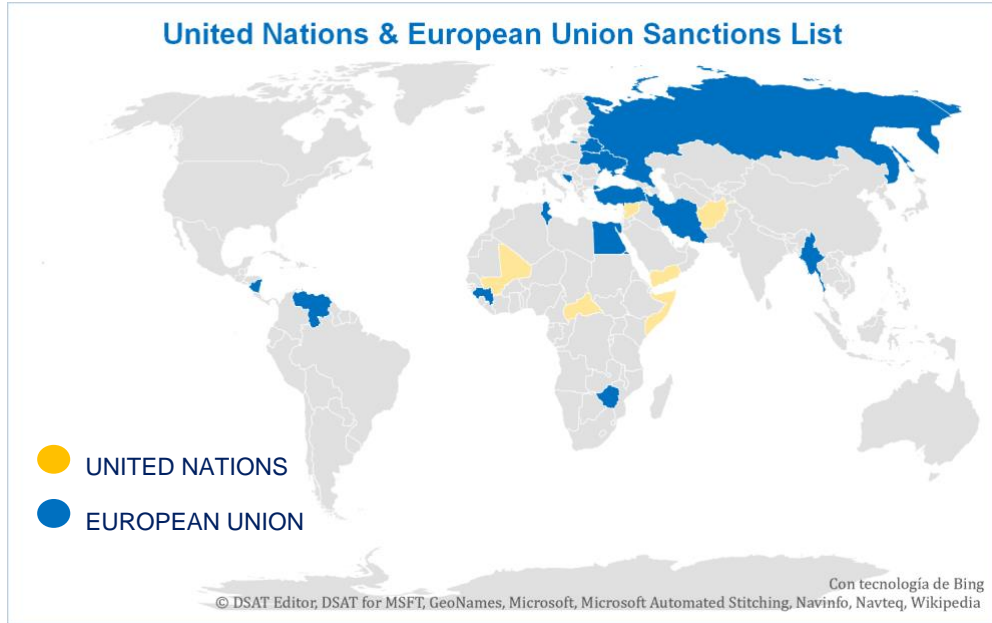 United Nations & European Union Sanctions List
UNITED NATIONS
EUROPEAN UNION
Con tecnología de Bing
© DSAT Editor, DSAT for MSFT, GeoNames, Microsoft, Microsoft Automated Stitching, Navinfo, Navteq, Wikipedia